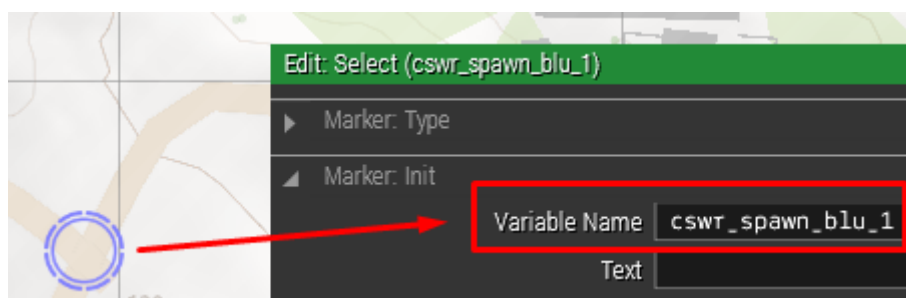 Edit: Select (cswr_spawn_blu_1)
Marker: Type
Marker: Init
Variable Name cswr_spawn_blu_1
Text